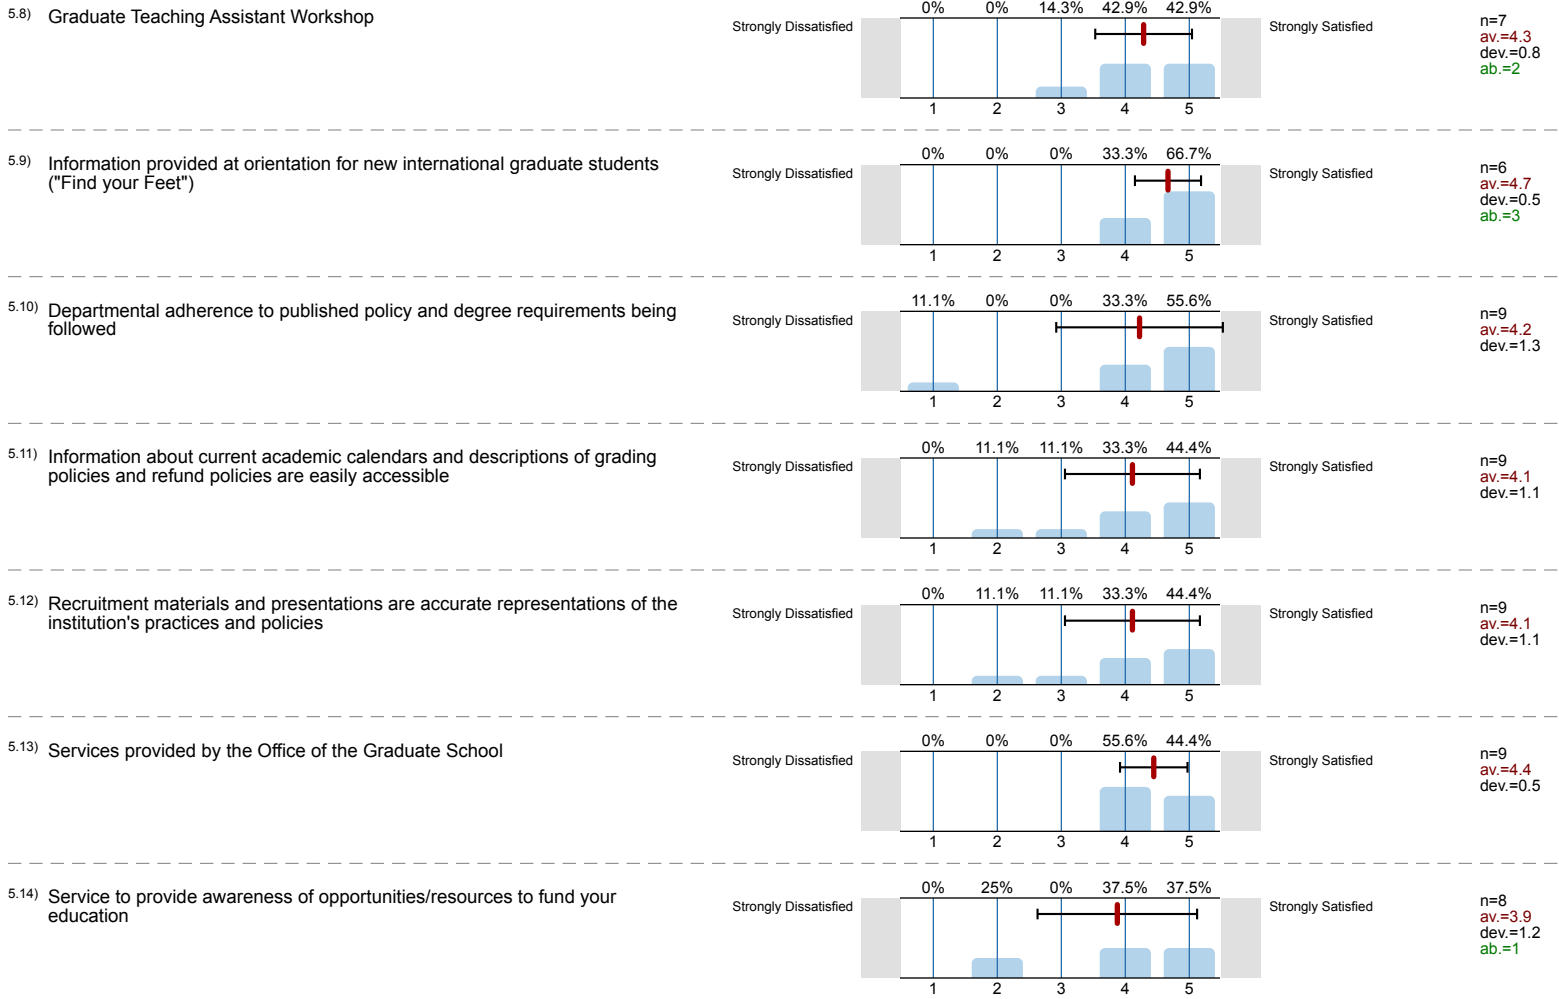 5.8) Graduate Teaching Assistant Workshop
Strongly Dissatisfied
0% 0% 14.3% 42.9% 42.9%
1 2 3 4 5
Strongly Satisfied
n=7
av.=4.3
dev.=0.8
ab.=2
5.9) Information provided at orientation for new international graduate students
("Find your Feet")
Strongly Dissatisfied
0% 0% 0% 33.3% 66.7%
1 2 3 4 5
Strongly Satisfied
n=6
av.=4.7
dev.=0.5
ab.=3
5.10) Departmental adherence to published policy and degree requirements being
followed
Strongly Dissatisfied
11.1% 0% 0% 33.3% 55.6%
1 2 3 4 5
Strongly Satisfied
n=9
av.=4.2
dev.=1.3
5.11) Information about current academic calendars and descriptions of grading
policies and refund policies are easily accessible
Strongly Dissatisfied
0% 11.1% 11.1% 33.3% 44.4%
1 2 3 4 5
Strongly Satisfied
n=9
av.=4.1
dev.=1.1
5.12) Recruitment materials and presentations are accurate representations of the
institution's practices and policies
Strongly Dissatisfied
0% 11.1% 11.1% 33.3% 44.4%
1 2 3 4 5
Strongly Satisfied
n=9
av.=4.1
dev.=1.1
5.13) Services provided by the Office of the Graduate School
Strongly Dissatisfied
0% 0% 0% 55.6% 44.4%
1 2 3 4 5
Strongly Satisfied
n=9
av.=4.4
dev.=0.5
5.14) Service to provide awareness of opportunities/resources to fund your
education
Strongly Dissatisfied
0% 25% 0% 37.5% 37.5%
1 2 3 4 5
Strongly Satisfied
n=8
av.=3.9
dev.=1.2
ab.=1